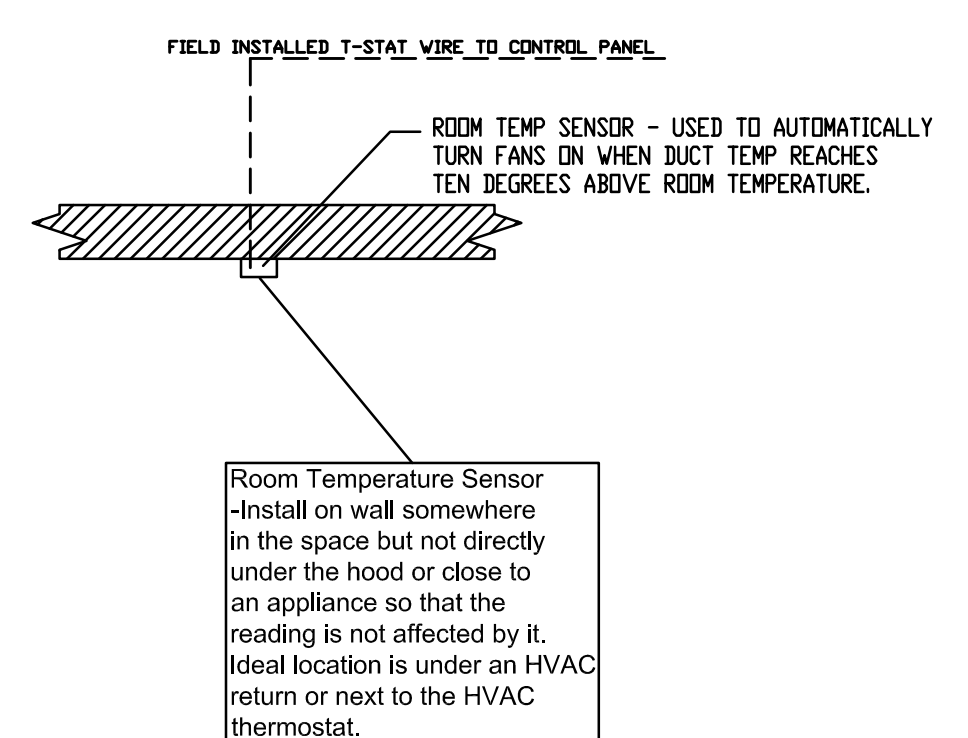 FIELD INSTALLED T-STAT WIRE TO CONTROL PANEL
ROOM TEMP SENSOR - USED TO AUTOMATICALLY
TURN FANS ON WHEN DUCT TEMP REACHES
TEN DEGREES ABOVE ROOM TEMPERATURE.
Room Temperature Sensor
-Install on wall somewhere
in the space but not directly
under the hood or close to
an appliance so that the
reading is not affected by it.
Ideal location is under an HVAC
return or next to the HVAC
thermostat.